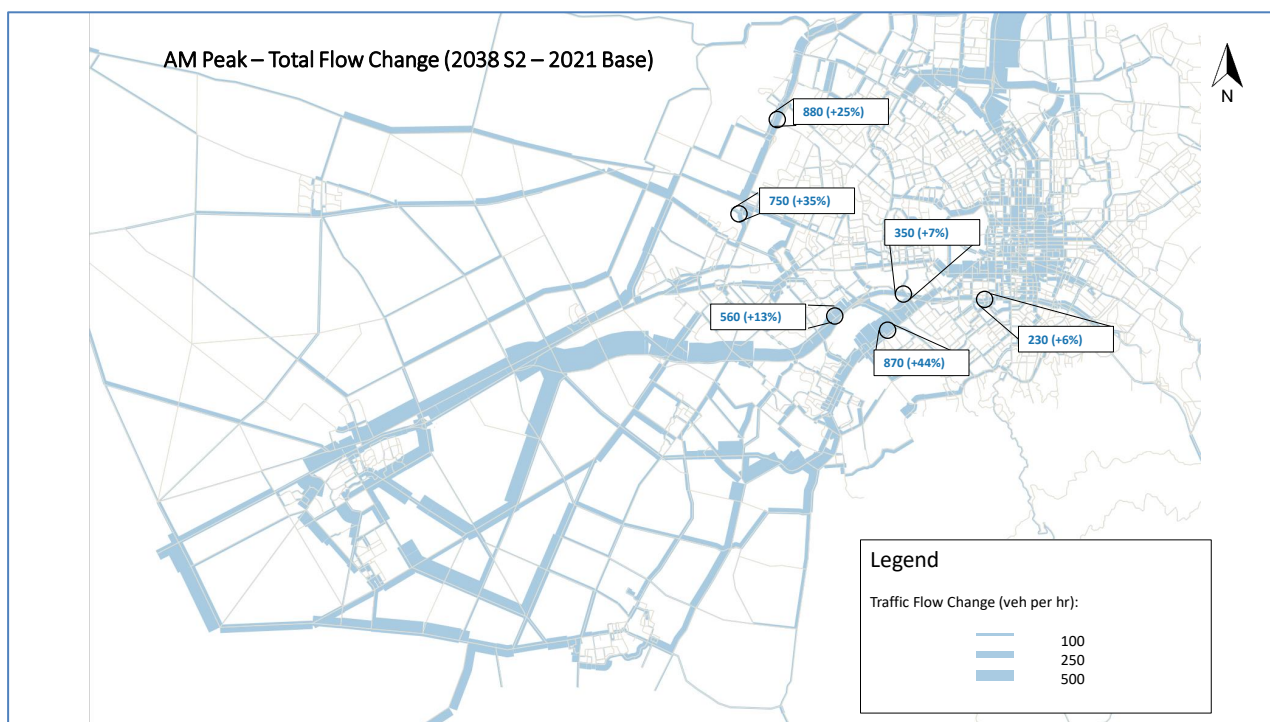 AM Peak – Total Flow Change (2038 S2 – 2021 Base)
N
880 (+25%)
750 (+35%)
350 (+7%)
560 (+13%)
230 (+6%)
870 (+44%)
Legend
Traffic Flow Change (veh per hr):
100
250
500